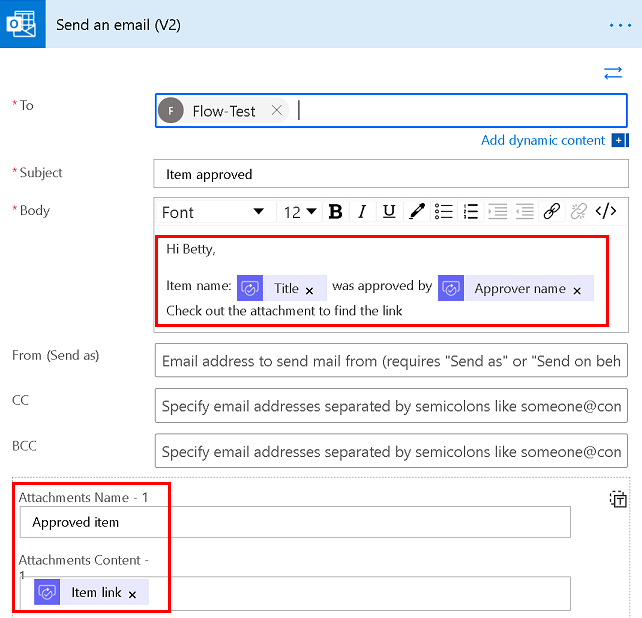 Send an email (V2)
* To
F Flow-Test
Add dynamic content
* Subject
Item approved
* Body
Font 12 B I U </>
Hi Betty,
Item name: Title × was approved by Approver name ×
Check out the attachment to find the link
From (Send as)
Email address to send mail from (requires "Send as" or "Send on beh
CC
Specify email addresses separated by semicolons like someone@con
BCC
Specify email addresses separated by semicolons like someone@con
Attachments Name - 1
Approved item
Attachments Content -
1
Item link ×